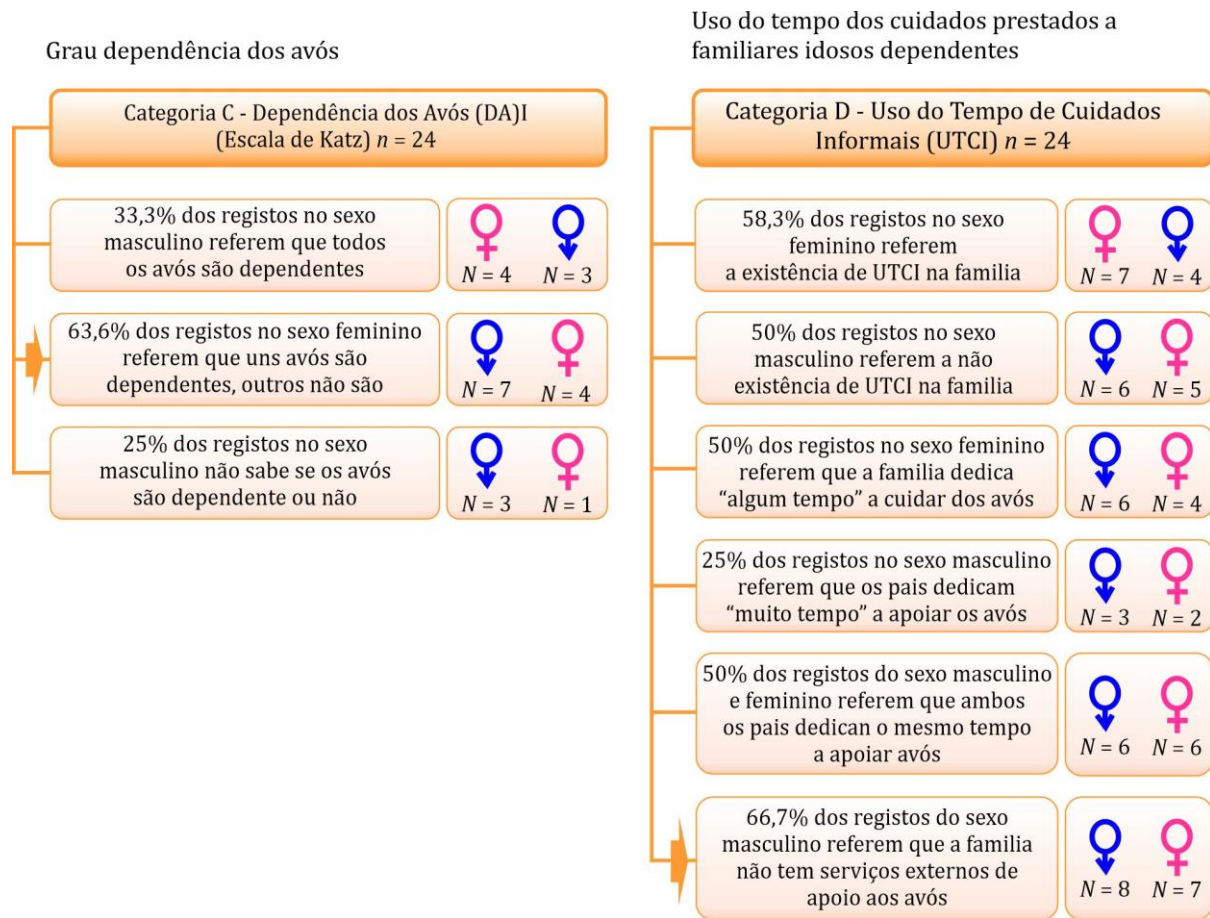 Grau dependência dos avós
Categoria C - Dependência dos Avós (DA)I
(Escala de Katz) n = 24
33,3% dos registos no sexo
masculino referem que todos
os avós são dependentes
N = 4 N = 3
63,6% dos registos no sexo feminino
referem que uns avós são
dependentes, outros não são
N = 7 N = 4
25% dos registos no sexo
masculino não sabe se os avós
são dependente ou não
N = 3 N = 1
Uso do tempo dos cuidados prestados a
familiares idosos dependentes
Categoria D - Uso do Tempo de Cuidados
Informais (UTCI) n = 24
58,3% dos registos no sexo
feminino referem
a existência de UTCI na familia
N = 7 N = 4
50% dos registos no sexo
masculino referem a não
existência de UTCI na familia
N = 6 N = 5
50% dos registos no sexo feminino
referem que a familia dedica
“algum tempo” a cuidar dos avós
N = 6 N = 4
25% dos registos no sexo masculino
referem que os pais dedicam
“muito tempo” a apoiar os avós
N = 3 N = 2
50% dos registos do sexo masculino
e feminino referem que ambos
os pais dedican o mesmo tempo
a apoiar avós
N = 6 N = 6
66,7% dos registos do sexo
masculino referem que a familia
não tem serviços externos de
apoio aos avós
N = 8 N = 7